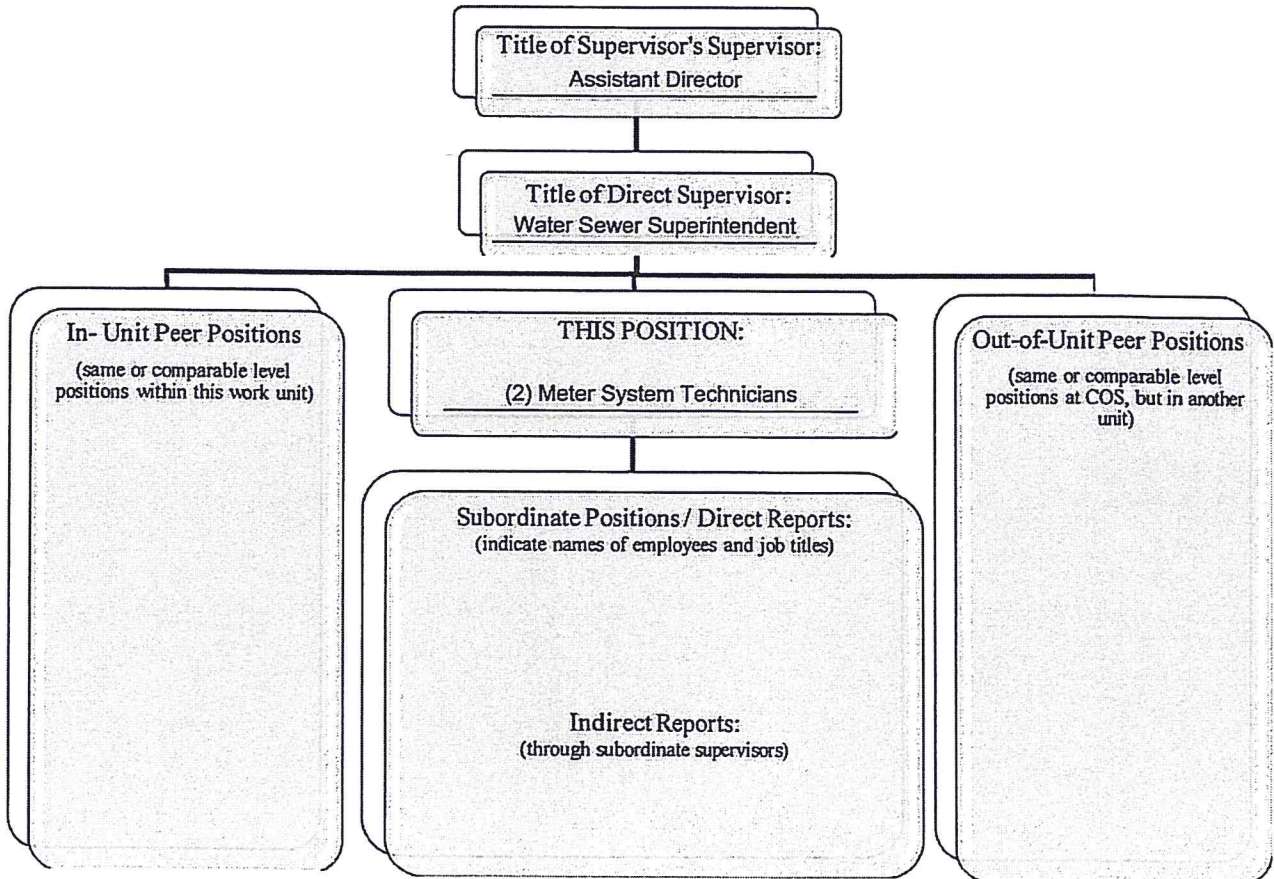 Title of Supervisor's Supervisor:
Assistant Director
Title of Direct Supervisor:
Water Sewer Superintendent
In- Unit Peer Positions
(same or comparable level
positions within this work unit)
THIS POSITION:
(2) Meter System Technicians
Out-of-Unit Peer Positions
(same or comparable level
positions at COS, but in another
unit)
Subordinate Positions / Direct Reports:
(indicate names of employees and job titles)
Indirect Reports:
(through subordinate supervisors)